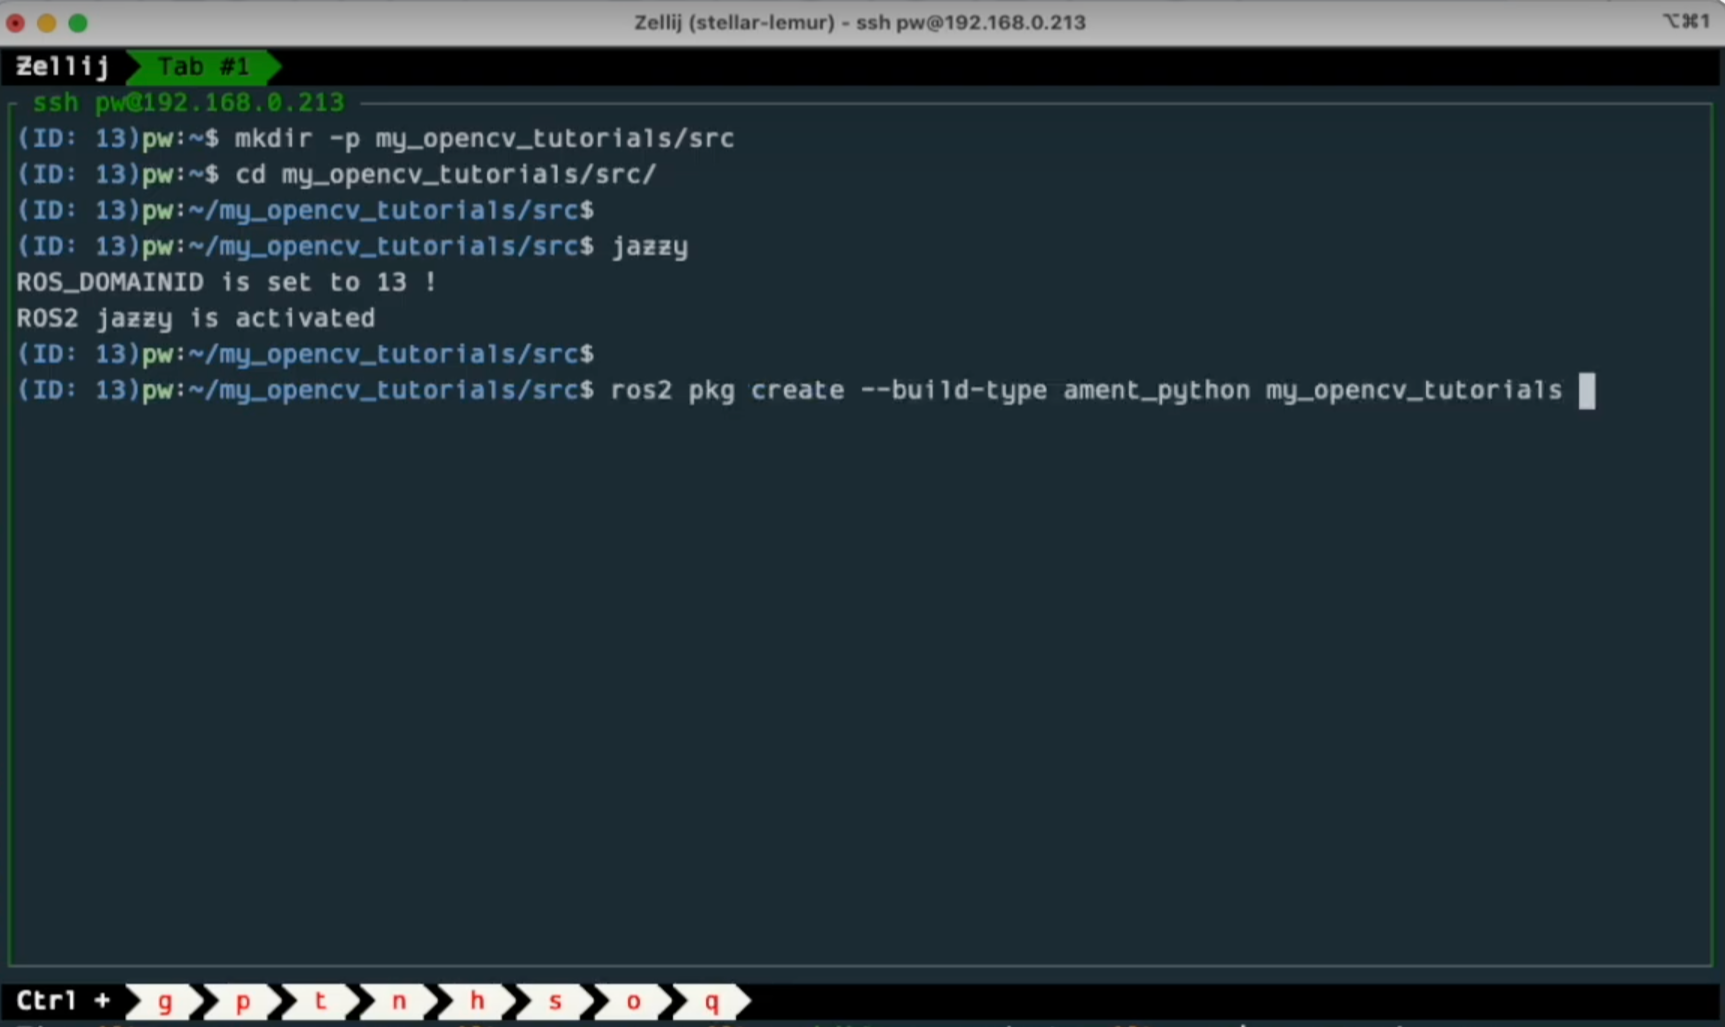 Zellij (stellar-lemur) - ssh pw@192.168.0.213
⌥⌘1
Zellij Tab #1
ssh pw@192.168.0.213
(ID: 13)pw:~$ mkdir -p my_opencv_tutorials/src
(ID: 13)pw:~$ cd my_opencv_tutorials/src/
(ID: 13)pw:~/my_opencv_tutorials/src$
(ID: 13)pw:~/my_opencv_tutorials/src$ jazzy
ROS_DOMAINID is set to 13 !
ROS2 jazzy is activated
(ID: 13)pw:~/my_opencv_tutorials/src$
(ID: 13)pw:~/my_opencv_tutorials/src$ ros2 pkg create --build-type ament_python my_opencv_tutorials
Ctrl + g p t n h s o q